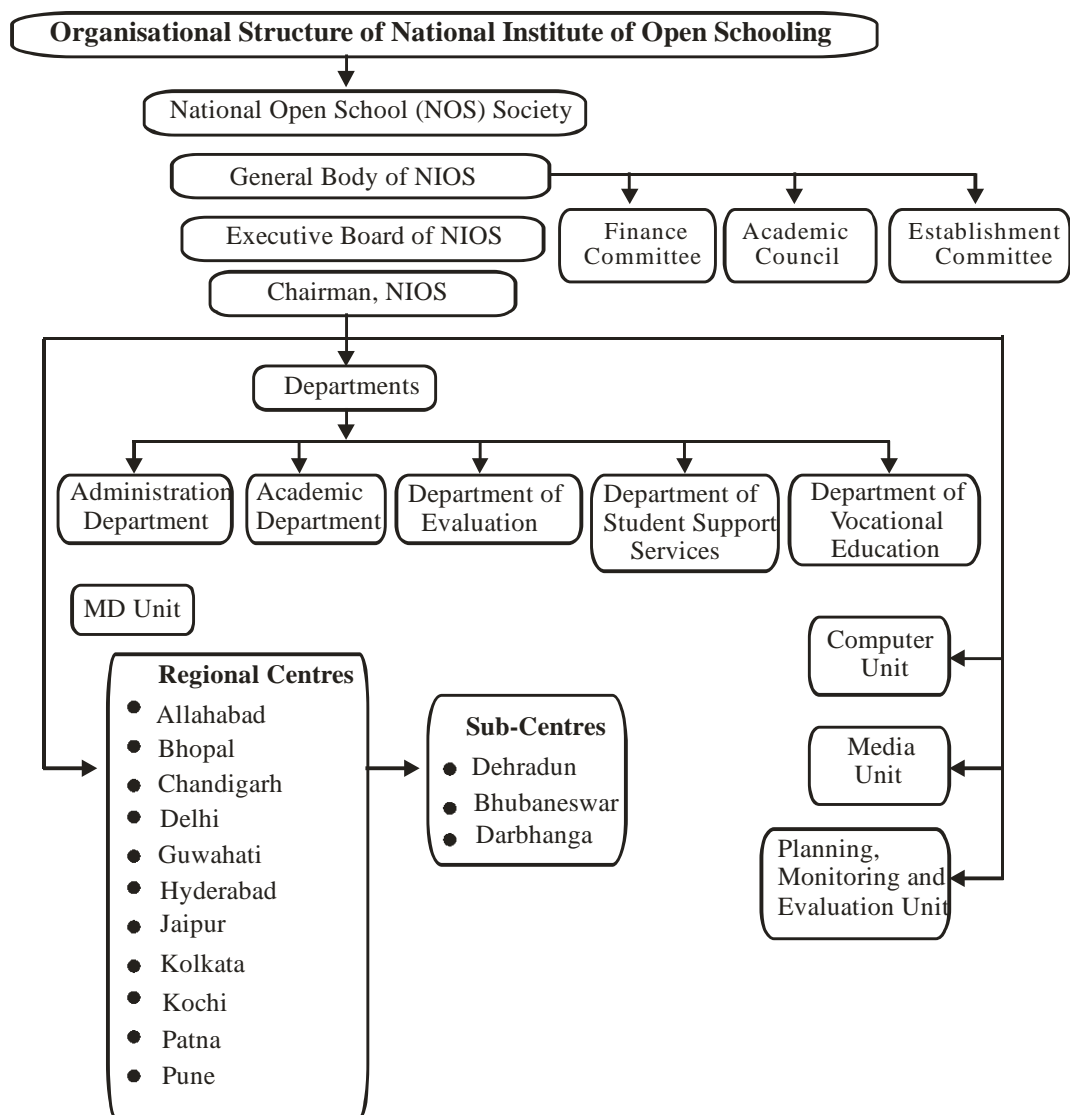 Organisational Structure of National Institute of Open Schooling
National Open School (NOS) Society
General Body of NIOS
Finance
Committee
Academic
Council
Establishment
Committee
Executive Board of NIOS
Chairman, NIOS
Departments
Administration
Department
Academic
Department
Department of
Evaluation
Department of
Student Support
Services
Department of
Vocational
Education
MD Unit
Regional Centres
Allahabad
Bhopal
Chandigarh
Delhi
Guwahati
Hyderabad
Jaipur
Kolkata
Kochi
Patna
Pune
Sub-Centres
Dehradun
Bhubaneswar
Darbhanga
Computer
Unit
Media
Unit
Planning,
Monitoring and
Evaluation Unit